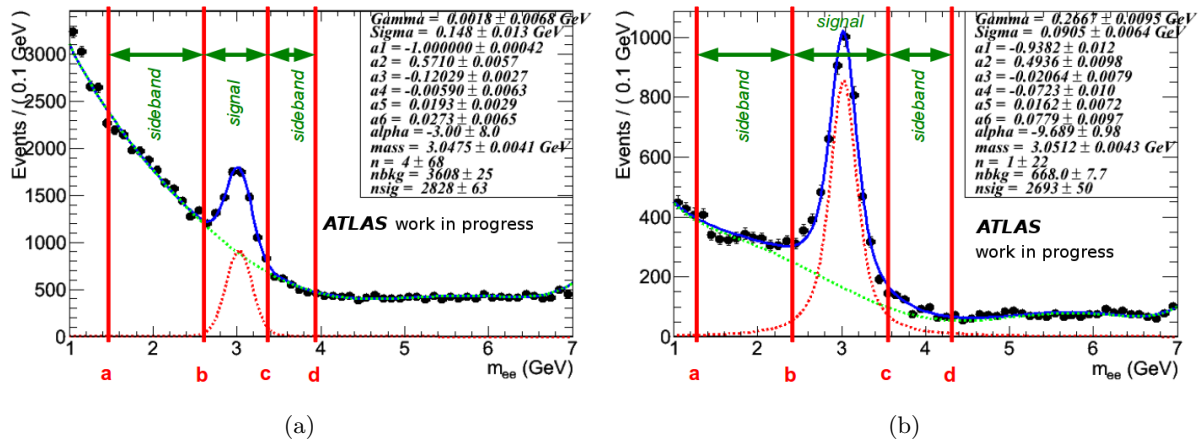 Events / ( 0.1 GeV )
3000
2500
2000
1500
1000
500
0
sideband
signal
sideband
Gamma = 0.0018 ± 0.0068 GeV
Sigma = 0.148 ± 0.013 GeV
a1 = -1.000000 ± 0.00042
a2 = 0.5710 ± 0.0057
a3 = -0.12029 ± 0.0027
a4 = -0.00590 ± 0.0063
a5 = 0.0193 ± 0.0029
a6 = 0.0273 ± 0.0065
alpha = -3.00 ± 8.0
mass = 3.0475 ± 0.0041 GeV
n = 4 ± 68
nbkg = 3608 ± 25
nsig = 2828 ± 63
ATLAS work in progress
1 2 3 4 5 6 7
a b c d
m_ee (GeV)
(a)
Events / ( 0.1 GeV )
1000
800
600
400
200
0
signal
sideband
sideband
Gamma = 0.2667 ± 0.0095 GeV
Sigma = 0.0905 ± 0.0064 GeV
a1 = -0.9382 ± 0.012
a2 = 0.4936 ± 0.0098
a3 = -0.02064 ± 0.0079
a4 = -0.0723 ± 0.010
a5 = 0.0162 ± 0.0072
a6 = 0.0779 ± 0.0097
alpha = -9.689 ± 0.98
mass = 3.0512 ± 0.0043 GeV
n = 1 ± 22
nbkg = 668.0 ± 7.7
nsig = 2693 ± 50
ATLAS
work in progress
1 2 3 4 5 6 7
a b c d
m_ee (GeV)
(b)